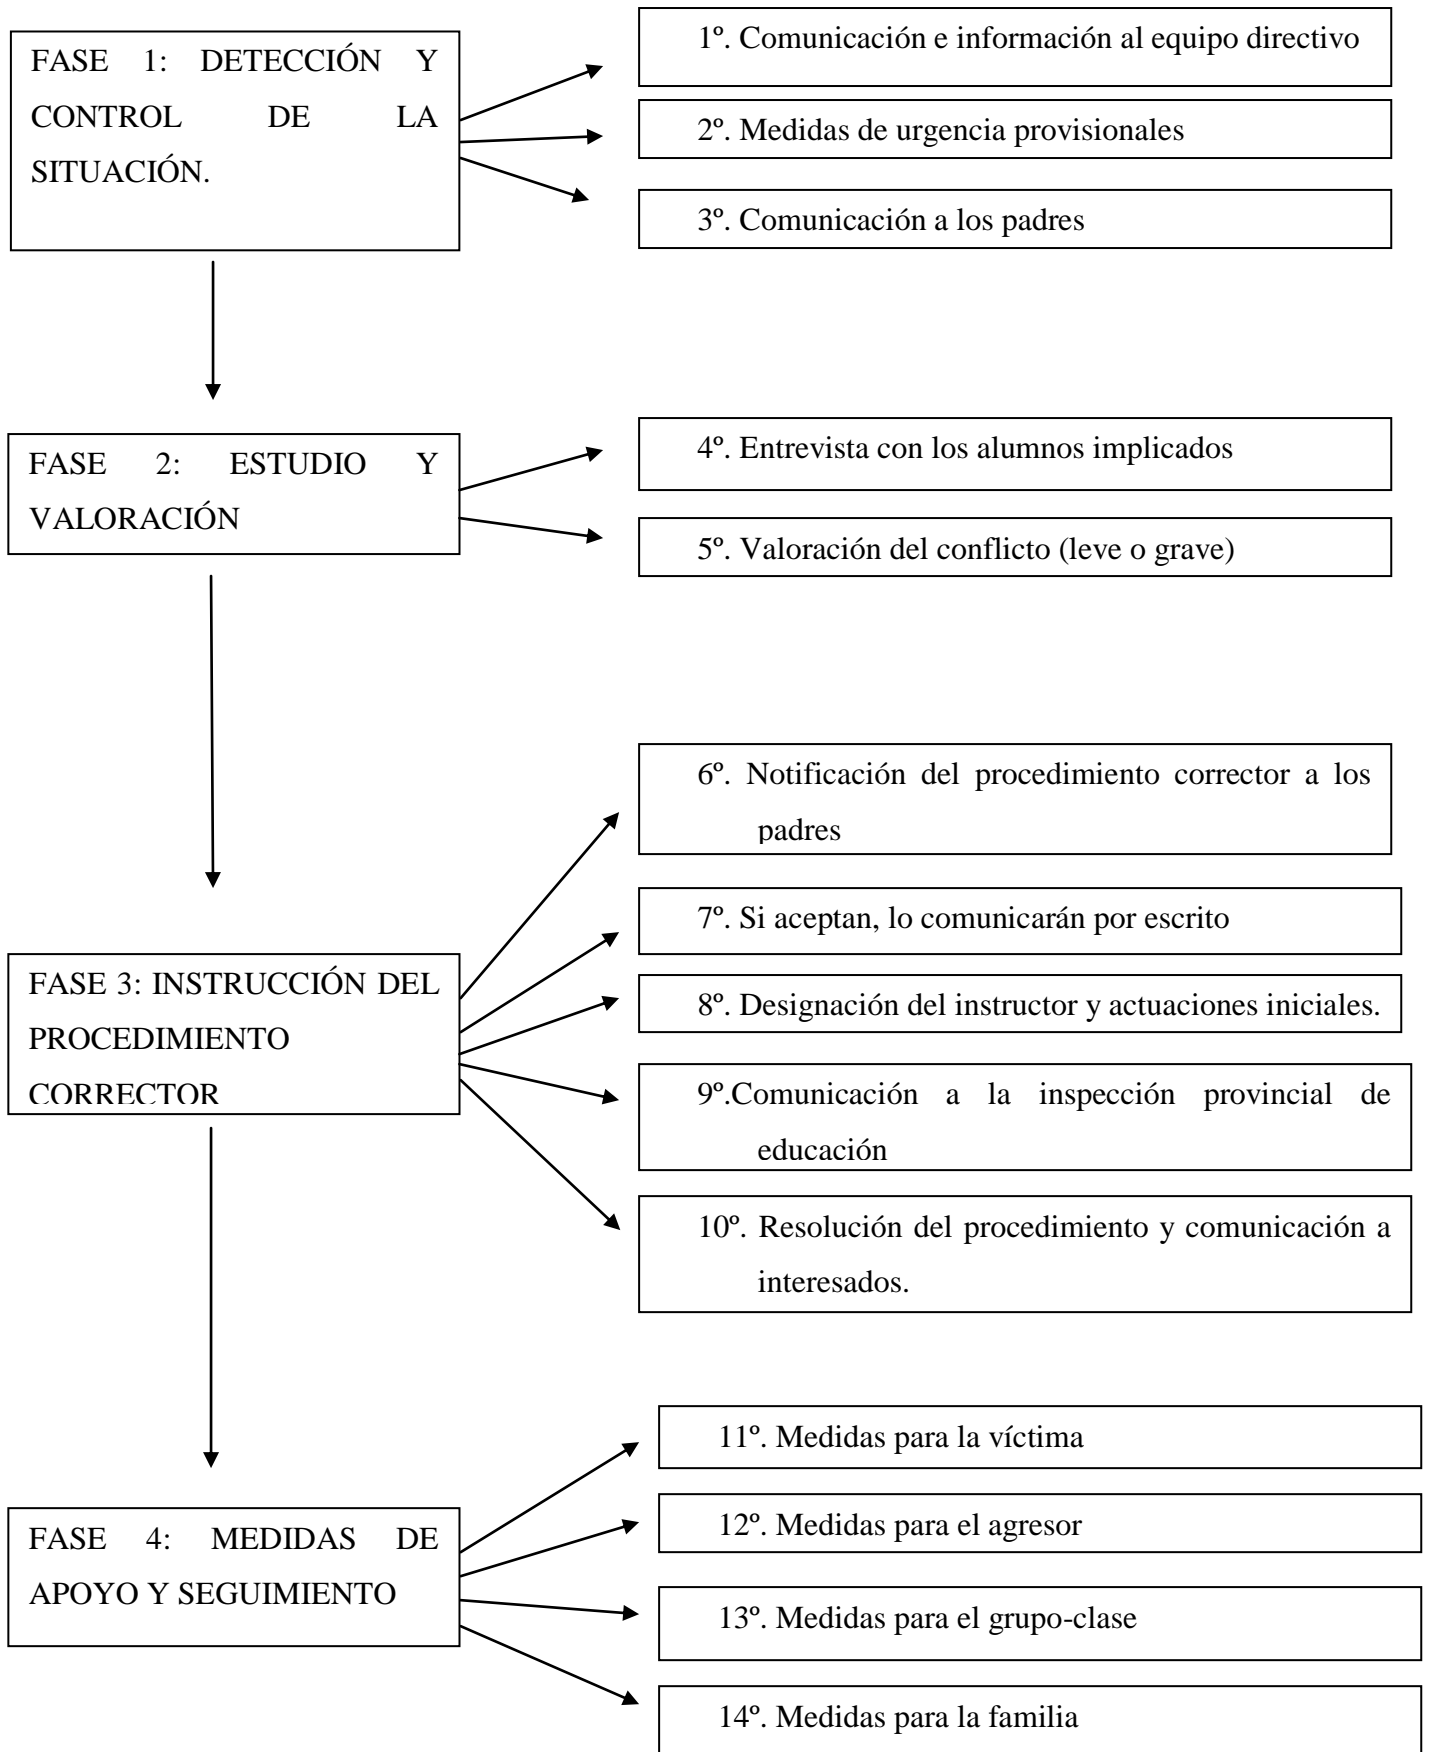 FASE 1: DETECCIÓN Y
CONTROL DE LA
SITUACIÓN.
1º. Comunicación e información al equipo directivo
2º. Medidas de urgencia provisionales
3º. Comunicación a los padres
FASE 2: ESTUDIO Y
VALORACIÓN
4º. Entrevista con los alumnos implicados
5º. Valoración del conflicto (leve o grave)
FASE 3: INSTRUCCIÓN DEL
PROCEDIMIENTO
CORRECTOR
6º. Notificación del procedimiento corrector a los
padres
7º. Si aceptan, lo comunicarán por escrito
8º. Designación del instructor y actuaciones iniciales.
9º.Comunicación a la inspección provincial de
educación
10º. Resolución del procedimiento y comunicación a
interesados.
FASE 4: MEDIDAS DE
APOYO Y SEGUIMIENTO
11º. Medidas para la víctima
12º. Medidas para el agresor
13º. Medidas para el grupo-clase
14º. Medidas para la familia